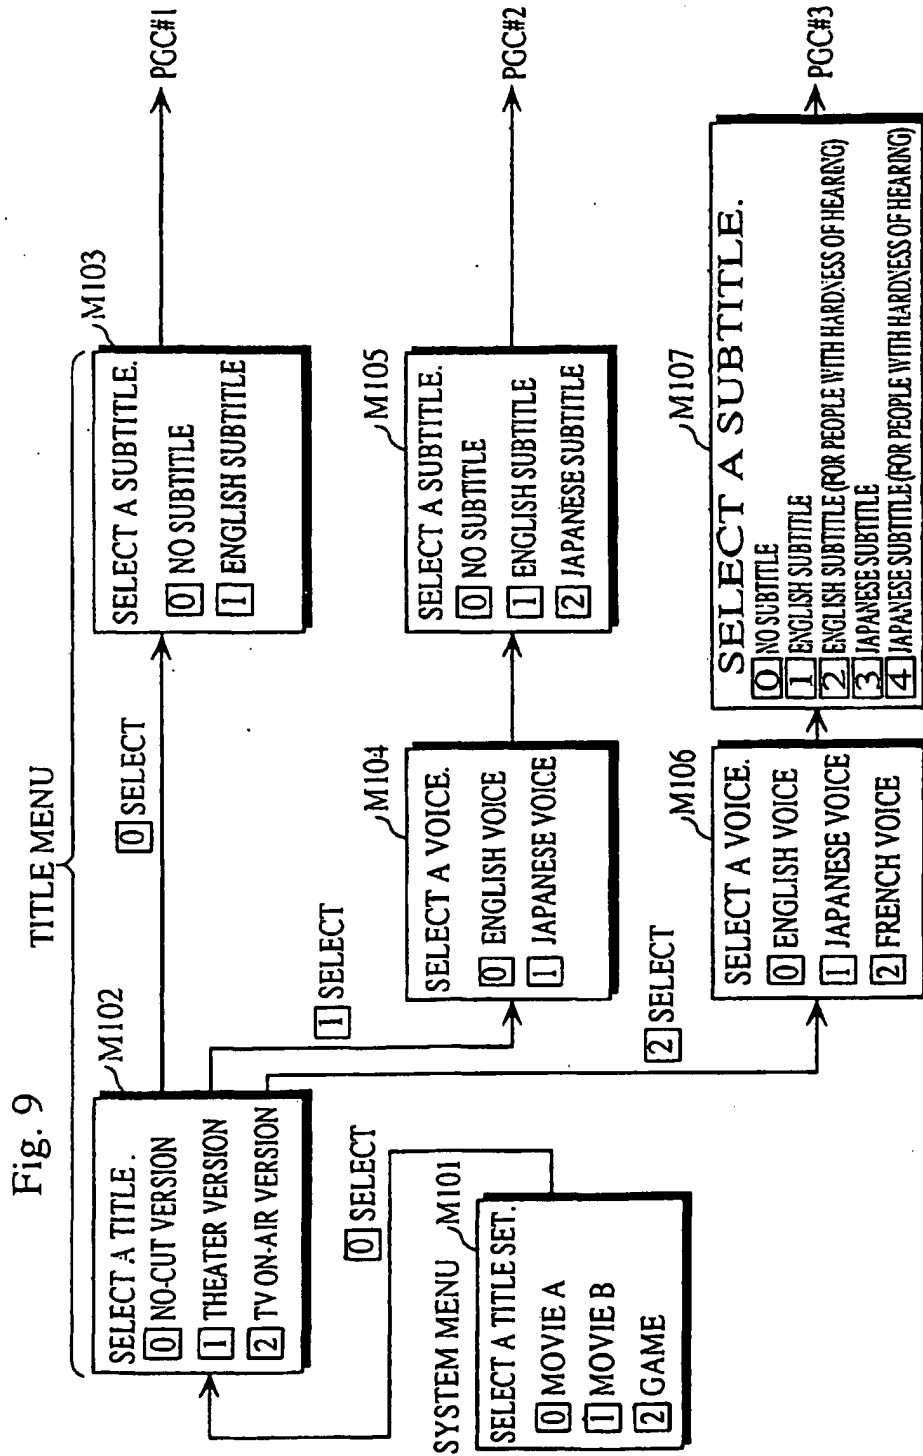 Fig. 9
TITLE MENU
M102
SELECT A TITLE.
0 NO-CUT VERSION
1 THEATER VERSION
2 TV ON-AIR VERSION
0 SELECT
M103
SELECT A SUBTITLE.
0 NO SUBTITLE
1 ENGLISH SUBTITLE
PGC#1
1 SELECT
M104
SELECT A VOICE.
0 ENGLISH VOICE
1 JAPANESE VOICE
M105
SELECT A SUBTITLE.
0 NO SUBTITLE
1 ENGLISH SUBTITLE
2 JAPANESE SUBTITLE
PGC#2
0 SELECT
SYSTEM MENU M101
SELECT A TITLE SET.
0 MOVIE A
1 MOVIE B
2 GAME
2 SELECT
M106
SELECT A VOICE.
0 ENGLISH VOICE
1 JAPANESE VOICE
2 FRENCH VOICE
M107
SELECT A SUBTITLE.
0 NO SUBTITLE
1 ENGLISH SUBTITLE
2 ENGLISH SUBTITLE (FOR PEOPLE WITH HARDNESS OF HEARING)
3 JAPANESE SUBTITLE
4 JAPANESE SUBTITLE (FOR PEOPLE WITH HARDNESS OF HEARING)
PGC#3